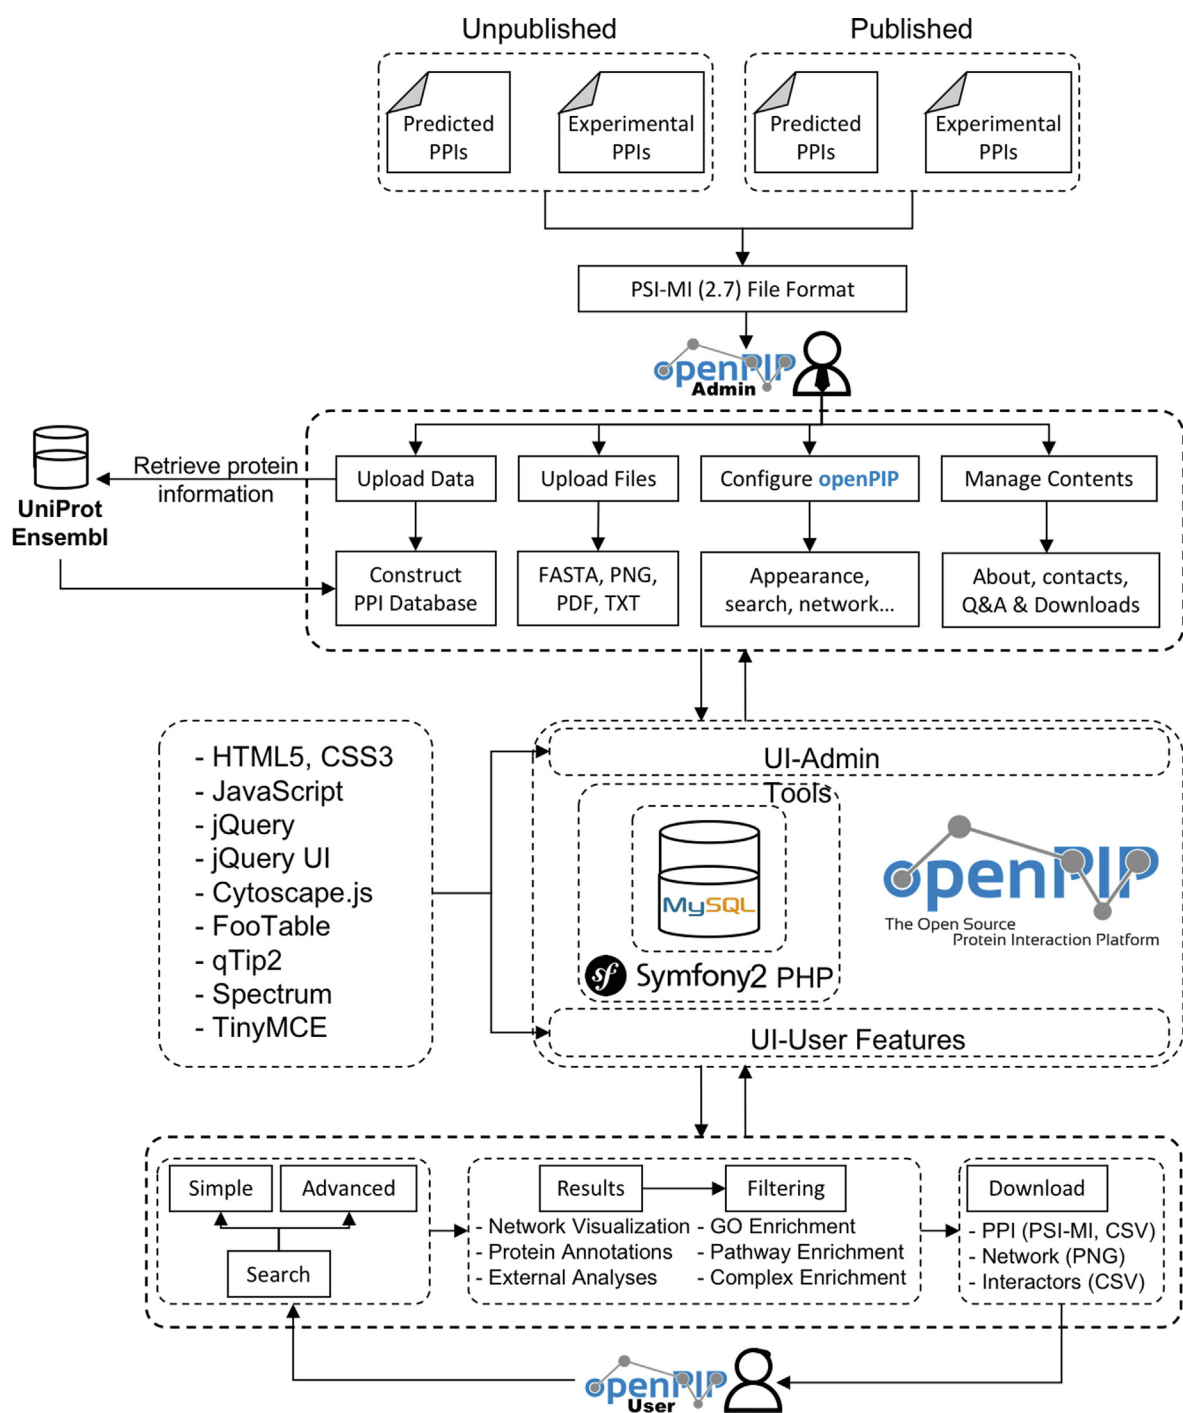 Unpublished
Published
Predicted
PPIs
Experimental
PPIs
Predicted
PPIs
Experimental
PPIs
PSI-MI (2.7) File Format
openPIP
Admin
Retrieve protein
information
UniProt
Ensembl
Upload Data
Upload Files
Configure openPIP
Manage Contents
Construct
PPI Database
FASTA, PNG,
PDF, TXT
Appearance,
search, network...
About, contacts,
Q&A & Downloads
- HTML5, CSS3
- JavaScript
- jQuery
- jQuery UI
- Cytoscape.js
- FooTable
- qTip2
- Spectrum
- TinyMCE
UI-Admin
Tools
MySQL
sf Symfony2 PHP
openPIP
The Open Source
Protein Interaction Platform
UI-User Features
Simple
Advanced
Search
Results
Filtering
- Network Visualization
- Protein Annotations
- External Analyses
- GO Enrichment
- Pathway Enrichment
- Complex Enrichment
Download
- PPI (PSI-MI, CSV)
- Network (PNG)
- Interactors (CSV)
openPIP
User